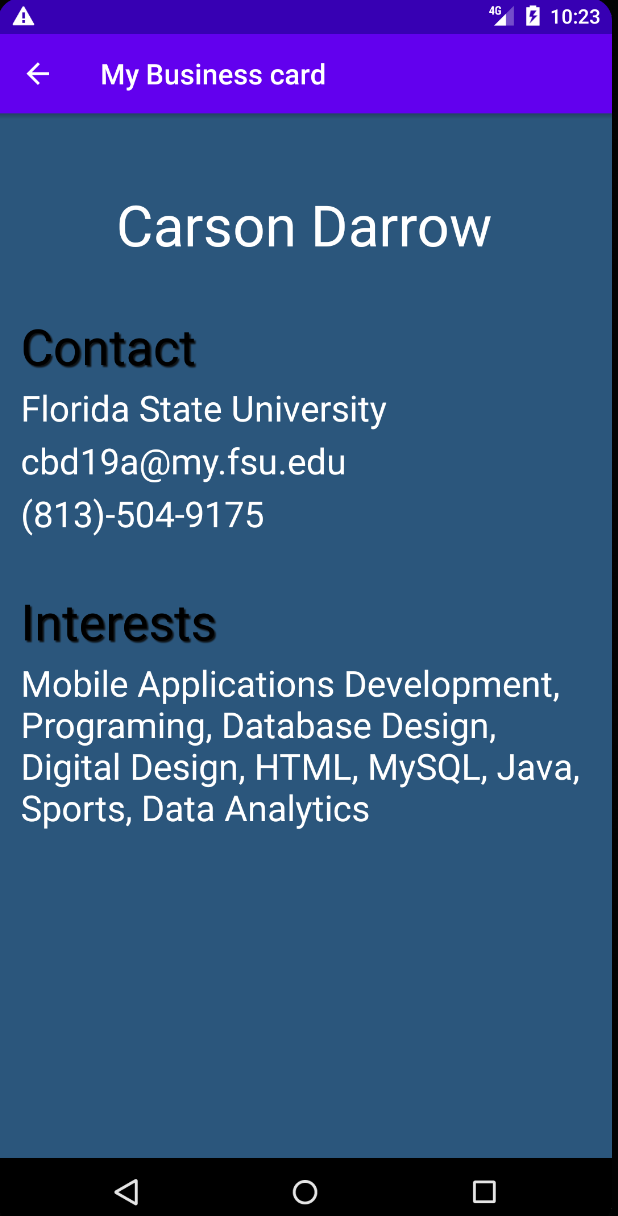 4G 10:23
My Business card
Carson Darrow
Contact
Florida State University
cbd19a@my.fsu.edu
(813)-504-9175
Interests
Mobile Applications Development,
Programing, Database Design,
Digital Design, HTML, MySQL, Java,
Sports, Data Analytics